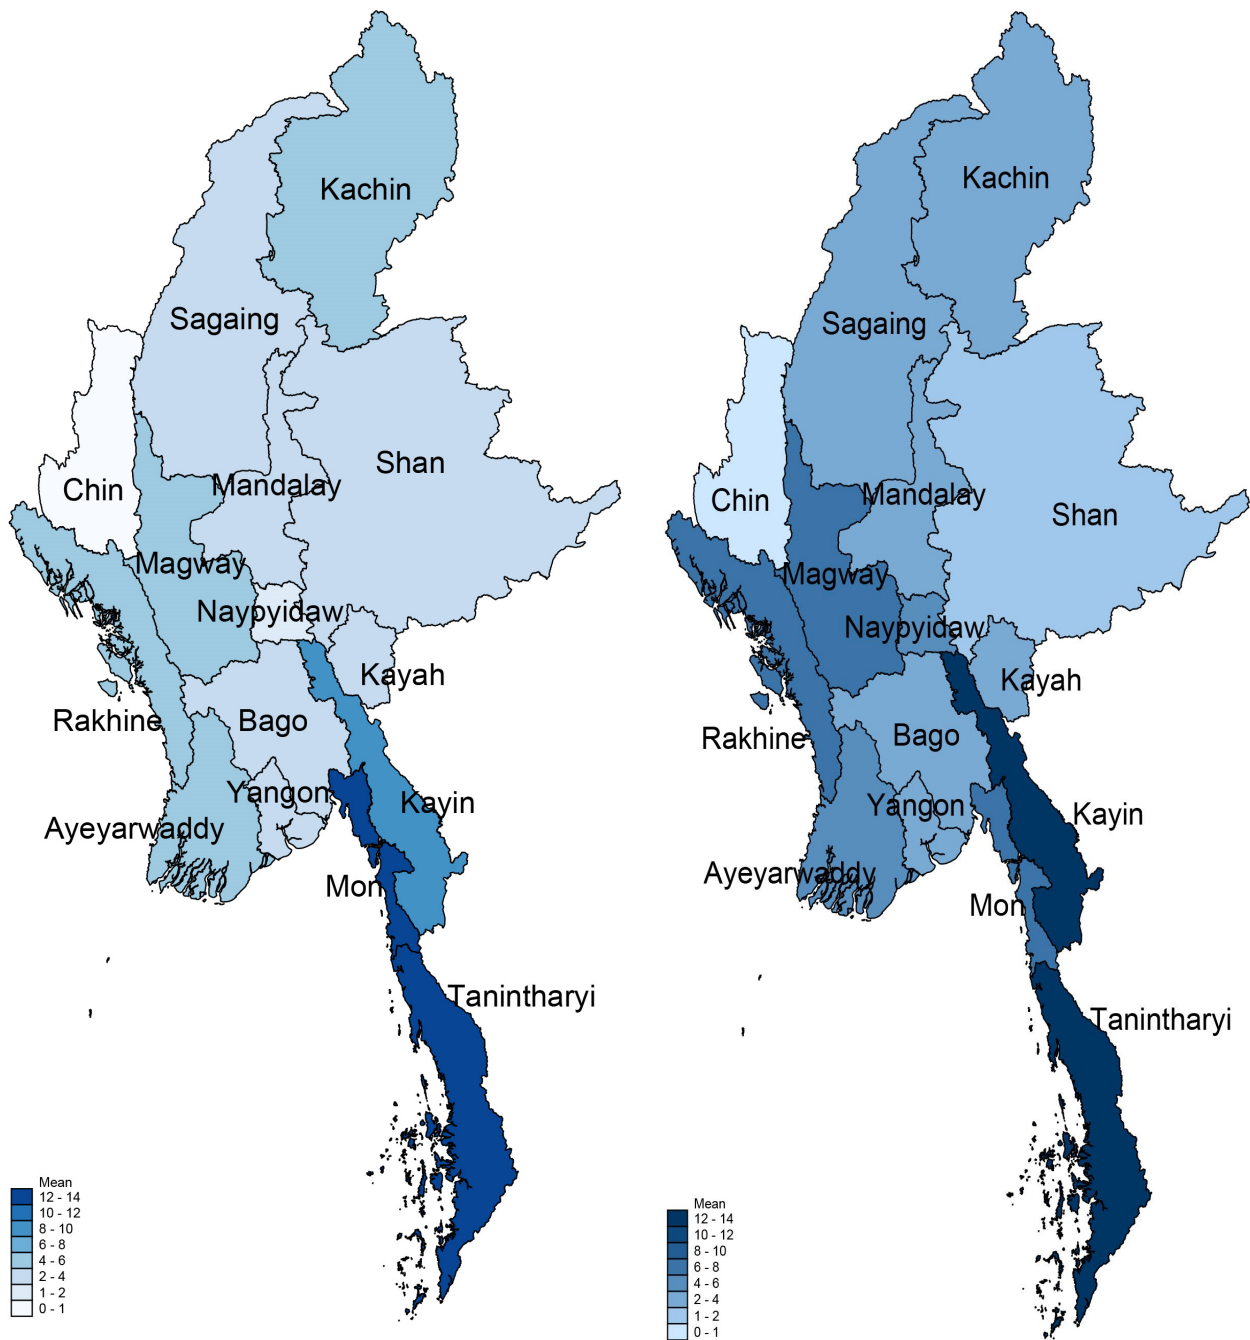 Kachin
Sagaing
Shan
Chin
Mandalay
Magway
Naypyidaw
Kayah
Rakhine
Bago
Yangon
Kayin
Ayeyarwaddy
Mon
Tanintharyi
Mean
12 - 14
10 - 12
8 - 10
6 - 8
4 - 6
2 - 4
1 - 2
0 - 1
Kachin
Sagaing
Chin
Mandalay
Shan
Magway
Naypyidaw
Kayah
Rakhine
Bago
Yangon
Kayin
Ayeyarwaddy
Mon
Tanintharyi
Mean
12 - 14
10 - 12
8 - 10
6 - 8
4 - 6
2 - 4
1 - 2
0 - 1